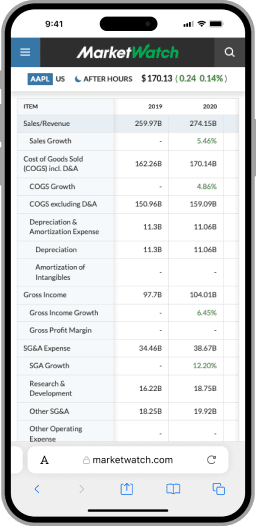 9:41
MarketWatch
AAPL US AFTER HOURS $170.13 (0.24 0.14%)
ITEM 2019 2020
Sales/Revenue 259.97B 274.15B
Sales Growth - 5.46%
Cost of Goods Sold
(COGS) incl. D&A 162.26B 170.14B
COGS Growth - 4.86%
COGS excluding D&A 150.96B 159.09B
Depreciation &
Amortization Expense 11.3B 11.06B
Depreciation 11.3B 11.06B
Amortization of
Intangibles - -
Gross Income 97.7B 104.01B
Gross Income Growth - 6.45%
Gross Profit Margin - -
SG&A Expense 34.46B 38.67B
SGA Growth - 12.20%
Research &
Development 16.22B 18.75B
Other SG&A 18.25B 19.92B
Other Operating
Expense - -
A marketwatch.com